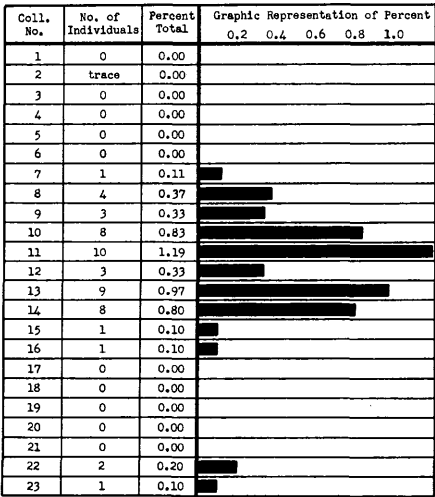 Coll. No. of Percent Graphic Representation of Percent
No. Individuals Total 0.2 0.4 0.6 0.8 1.0
1 0 0.00
2 trace 0.00
3 0 0.00
4 0 0.00
5 0 0.00
6 0 0.00
7 1 0.11
8 4 0.37
9 3 0.33
10 8 0.83
11 10 1.19
12 3 0.33
13 9 0.97
14 8 0.80
15 1 0.10
16 1 0.10
17 0 0.00
18 0 0.00
19 0 0.00
20 0 0.00
21 0 0.00
22 2 0.20
23 1 0.10